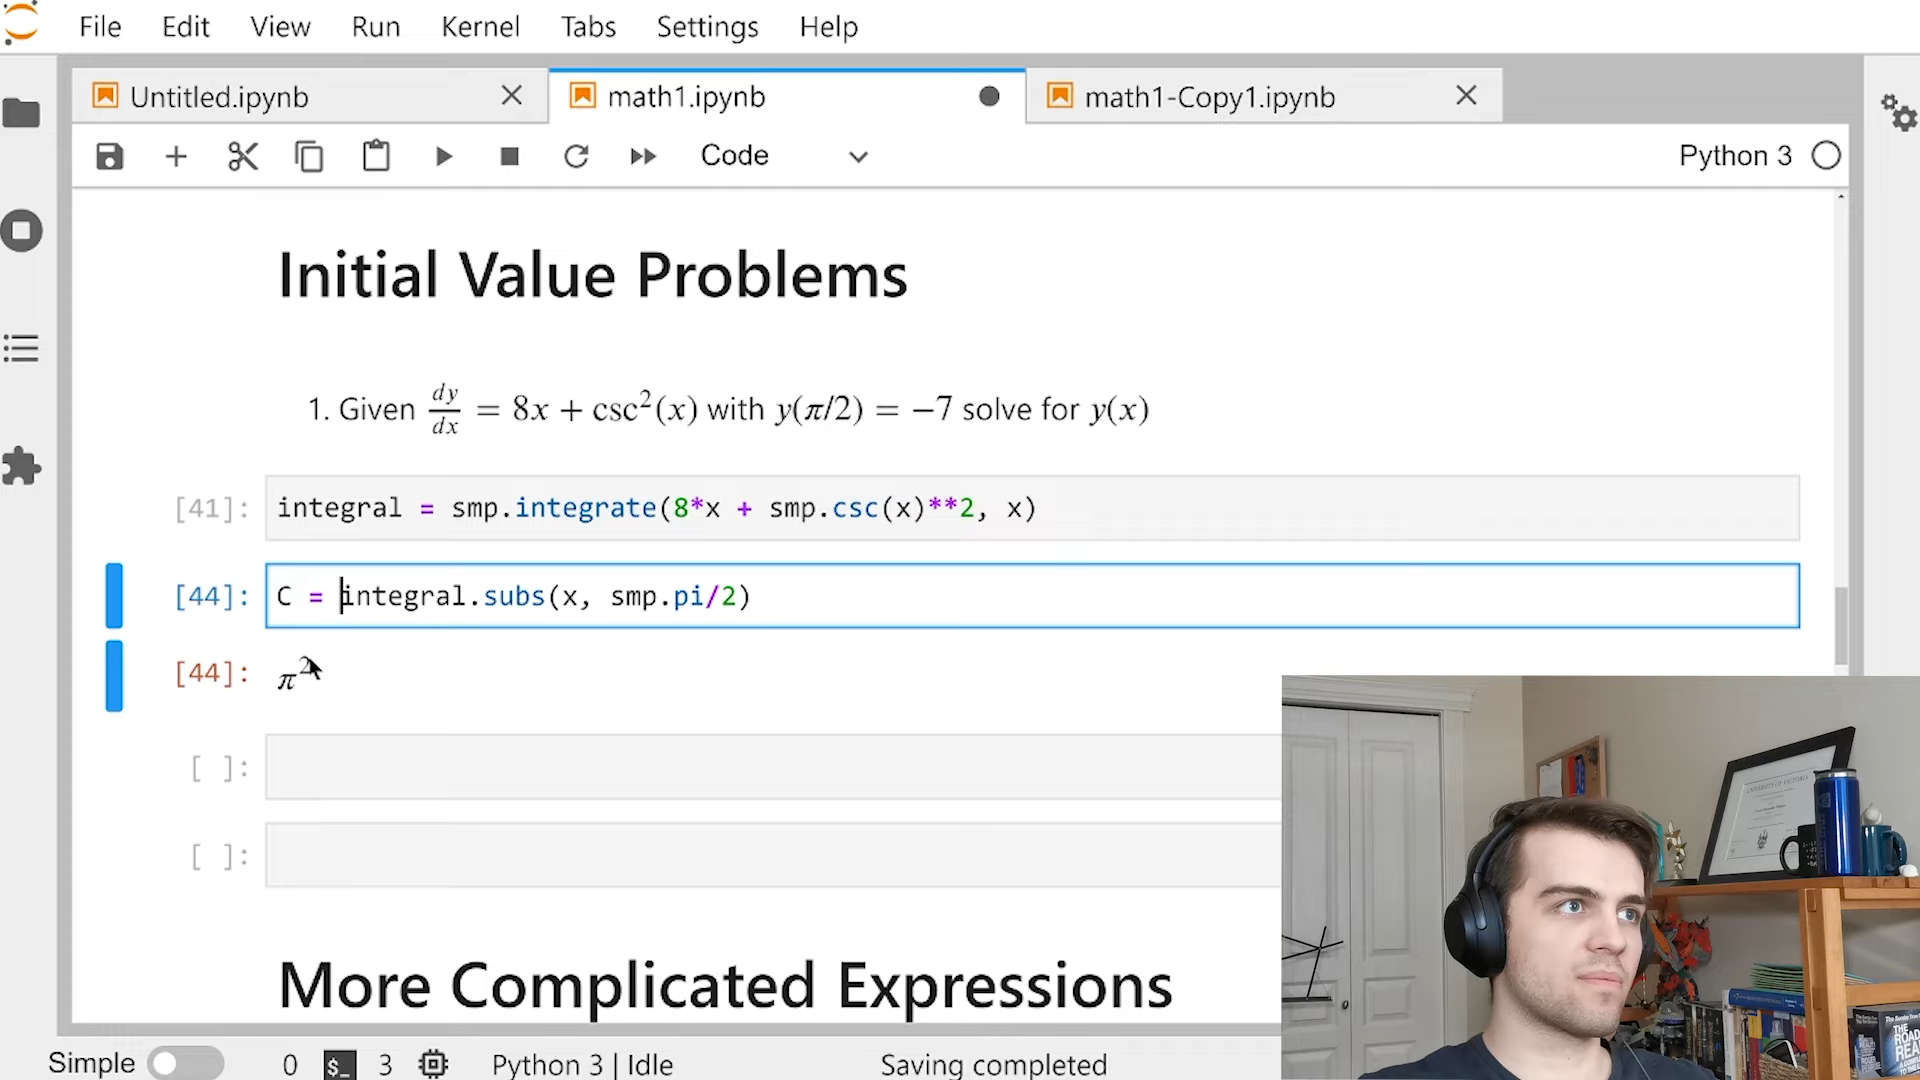 File Edit View Run Kernel Tabs Settings Help
Untitled.ipynb math1.ipynb math1-Copy1.ipynb
Code Python 3
Initial Value Problems
1. Given dy/dx = 8x + csc²(x) with y(π/2) = −7 solve for y(x)
[41]: integral = smp.integrate(8*x + smp.csc(x)**2, x)
[44]: C = integral.subs(x, smp.pi/2)
[44]: π²
[ ]:
[ ]:
More Complicated Expressions
Simple 0 $_ 3 Python 3 | Idle Saving completed
UNIVERSITY OF VICTORIA